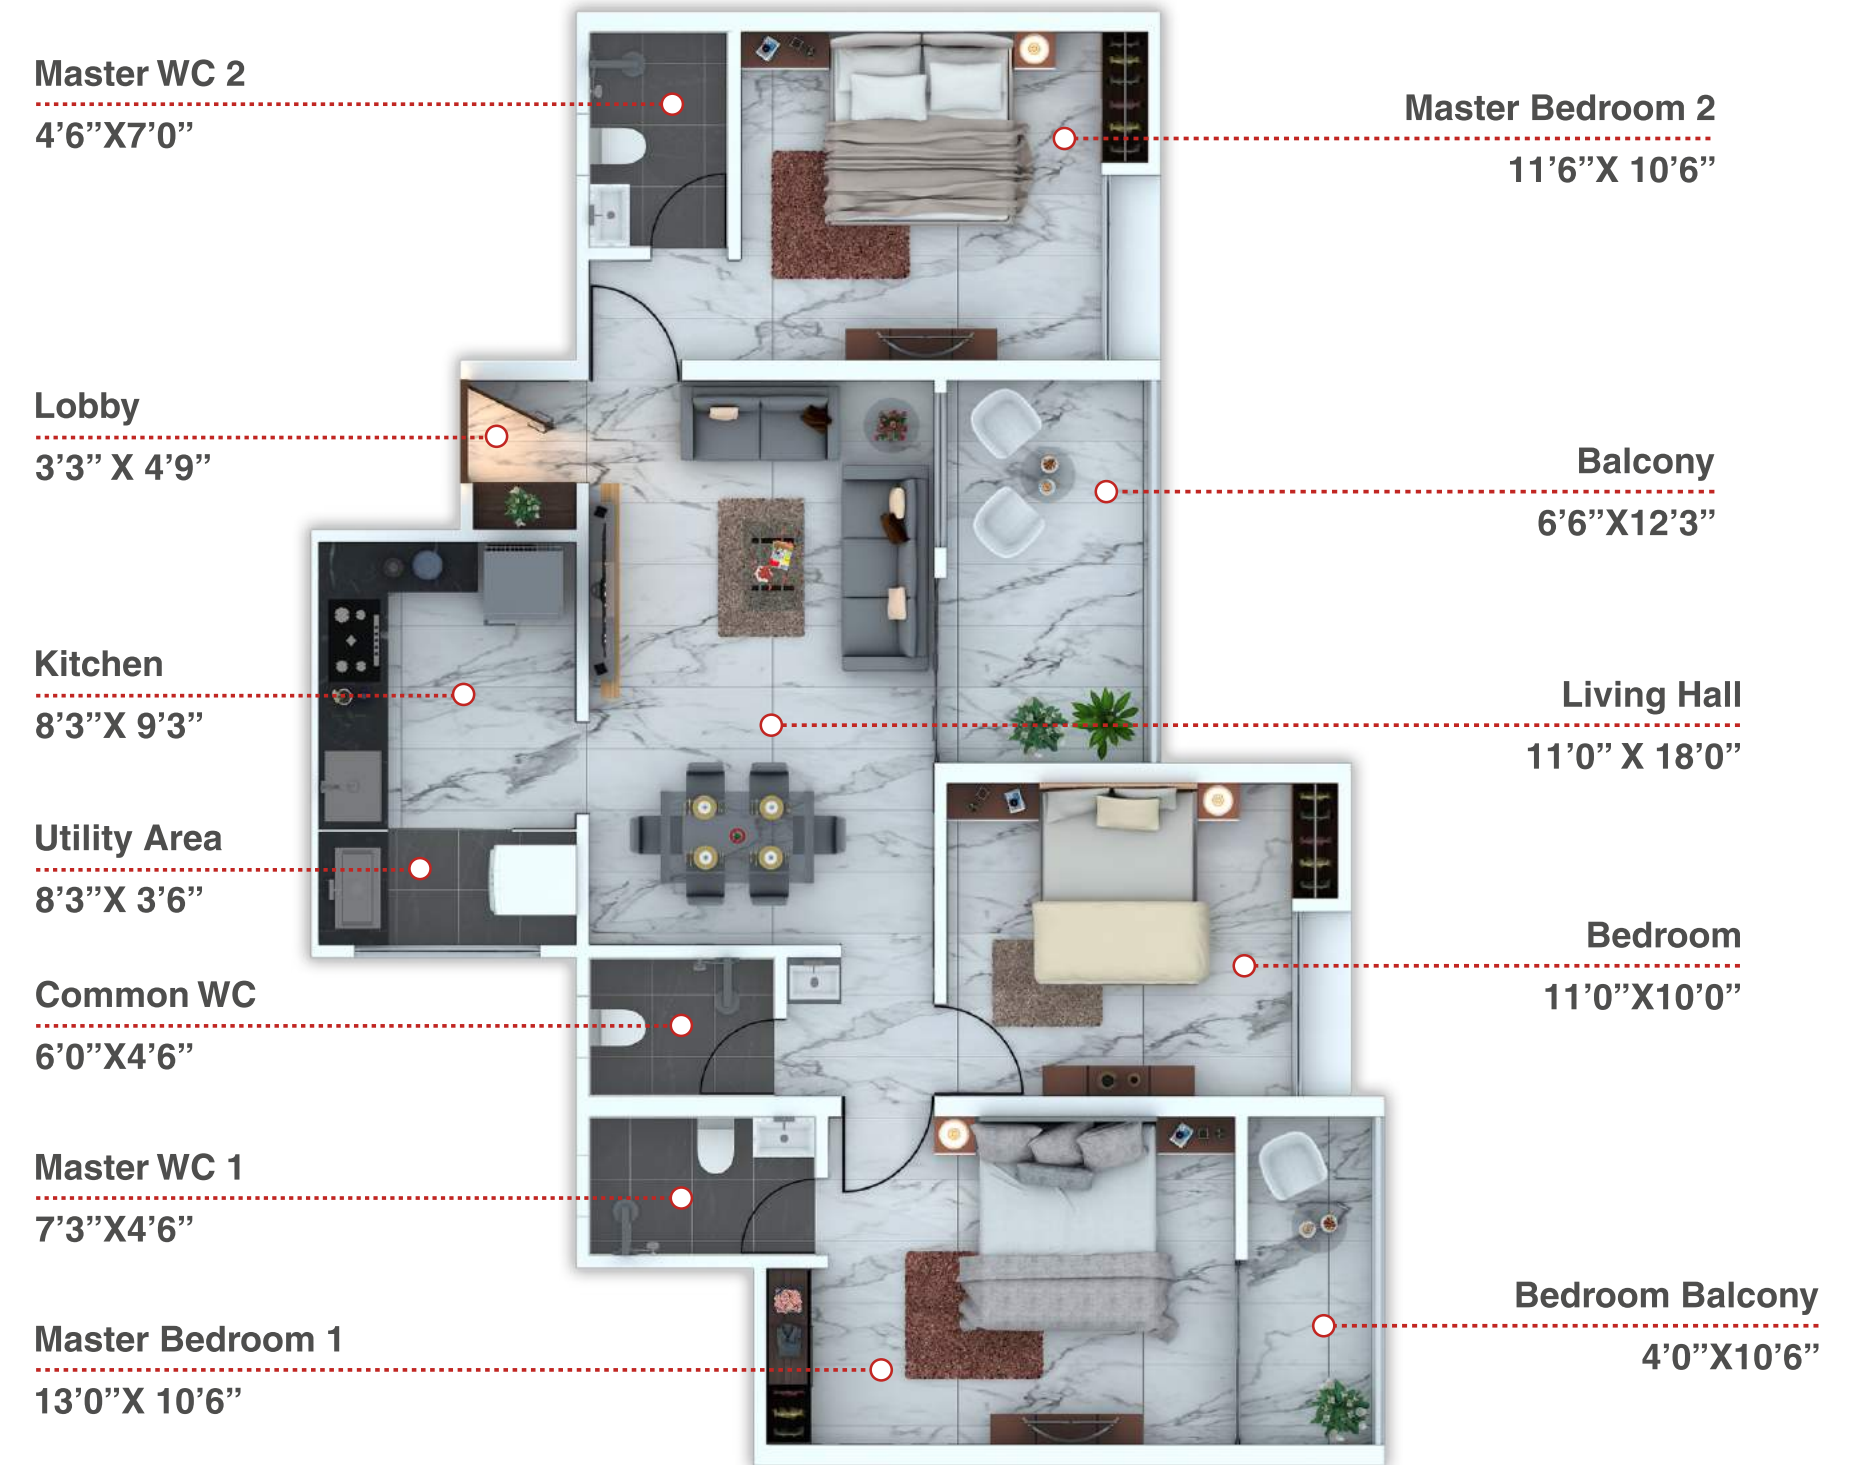 Master WC 2
4’6”X7’0”
Lobby
3’3” X 4’9”
Kitchen
8’3”X 9’3”
Utility Area
8’3”X 3’6”
Common WC
6’0”X4’6”
Master WC 1
7’3”X4’6”
Master Bedroom 1
13’0”X 10’6”
Master Bedroom 2
11’6”X 10’6”
Balcony
6’6”X12’3”
Living Hall
11’0” X 18’0”
Bedroom
11’0”X10’0”
Bedroom Balcony
4’0”X10’6”